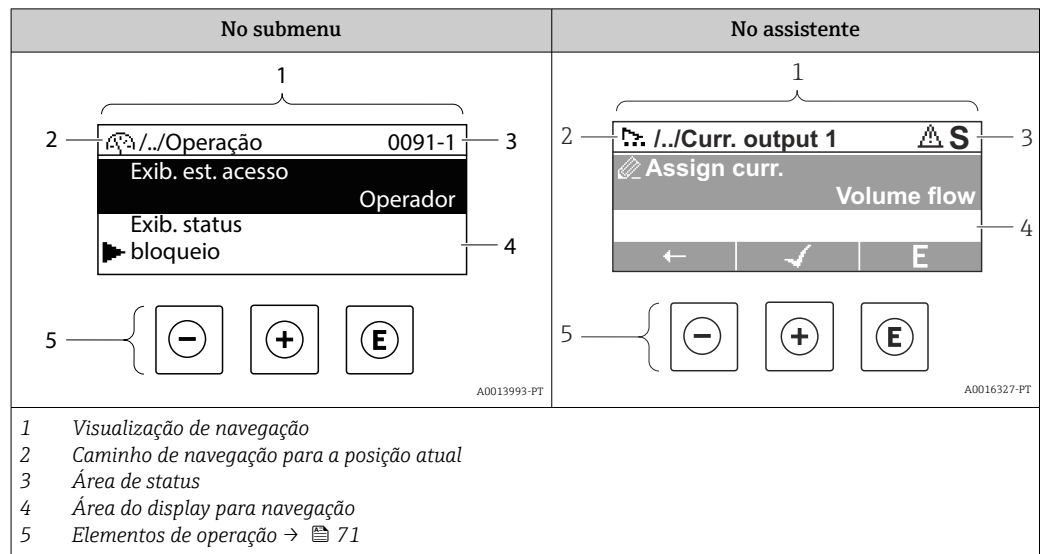 No submenu
No assistente
1
2
/../Operação 0091-1
3
Exib. est. acesso
Operador
Exib. status
bloqueio
4
5
- + E
A0013993-PT
1
2
/../Curr. output 1 S
3
Assign curr.
Volume flow
4
← ✓ E
5
- + E
A0016327-PT
1 Visualização de navegação
2 Caminho de navegação para a posição atual
3 Área de status
4 Área do display para navegação
5 Elementos de operação → 71